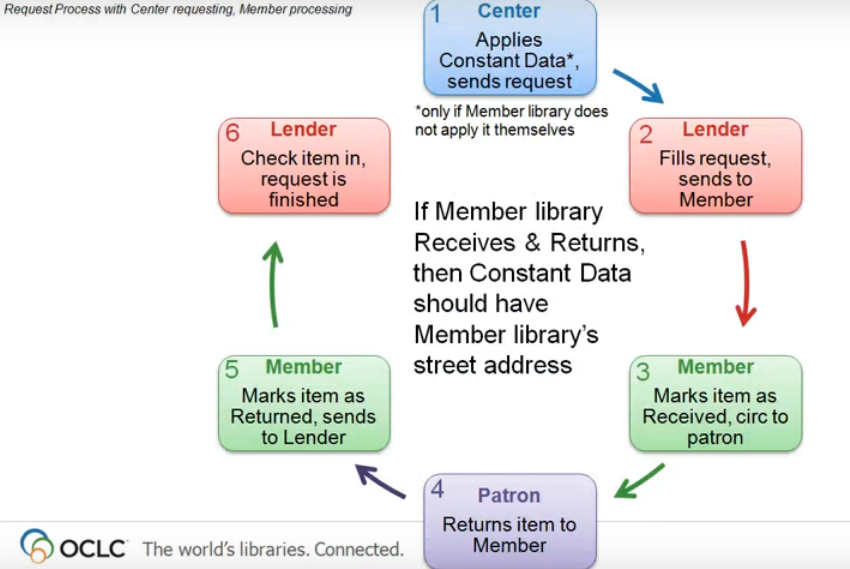 Request Process with Center requesting, Member processing
1 Center
Applies
Constant Data*,
sends request
*only if Member library does
not apply it themselves
2 Lender
Fills request,
sends to
Member
3 Member
Marks item as
Received, circ to
patron
4 Patron
Returns item to
Member
5 Member
Marks item as
Returned, sends
to Lender
6 Lender
Check item in,
request is
finished
If Member library
Receives & Returns,
then Constant Data
should have
Member library's
street address
OCLC The world's libraries. Connected.